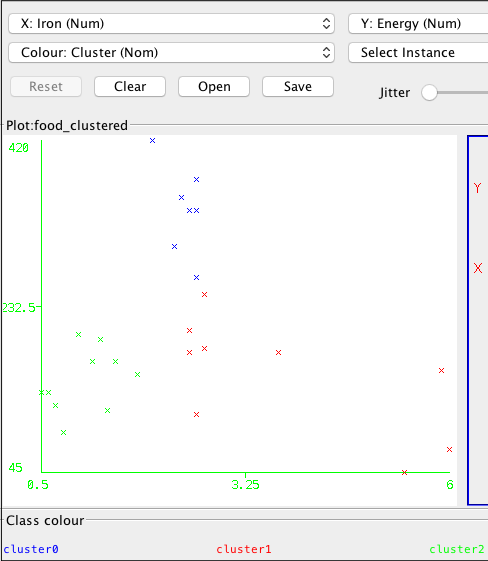 X: Iron (Num) Y: Energy (Num)
Colour: Cluster (Nom) Select Instance
Reset Clear Open Save Jitter
Plot:food_clustered
420
Y
X
232.5
45
0.5 3.25 6
Class colour
cluster0 cluster1 cluster2